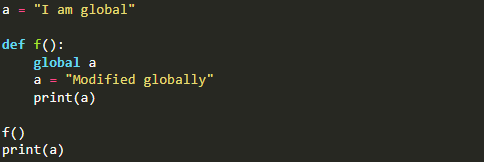 a = "I am global"

def f():
    global a
    a = "Modified globally"
    print(a)

f()
print(a)